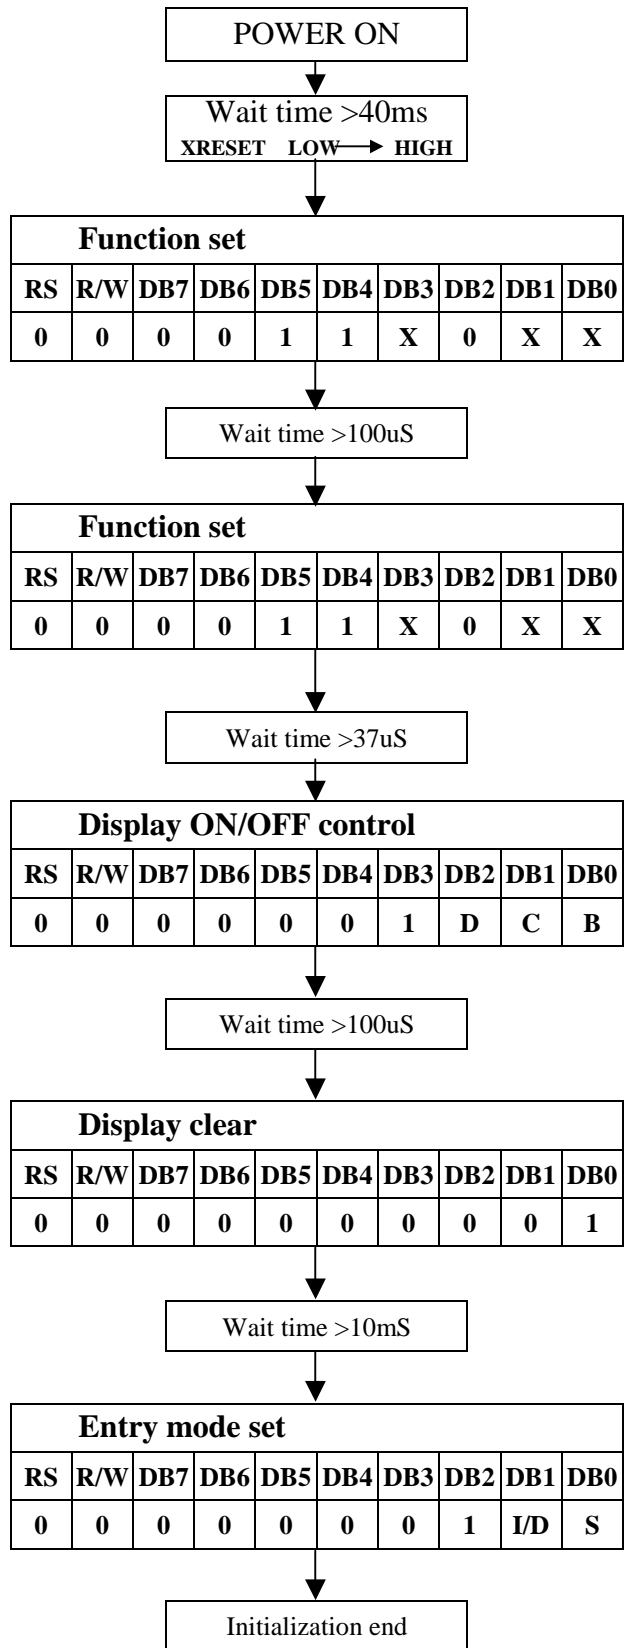 POWER ON
Wait time >40ms
XRESET LOW HIGH
Function set
RS R/W DB7 DB6 DB5 DB4 DB3 DB2 DB1 DB0
0 0 0 0 1 1 X 0 X X
Wait time >100uS
Function set
RS R/W DB7 DB6 DB5 DB4 DB3 DB2 DB1 DB0
0 0 0 0 1 1 X 0 X X
Wait time >37uS
Display ON/OFF control
RS R/W DB7 DB6 DB5 DB4 DB3 DB2 DB1 DB0
0 0 0 0 0 0 1 D C B
Wait time >100uS
Display clear
RS R/W DB7 DB6 DB5 DB4 DB3 DB2 DB1 DB0
0 0 0 0 0 0 0 0 0 1
Wait time >10mS
Entry mode set
RS R/W DB7 DB6 DB5 DB4 DB3 DB2 DB1 DB0
0 0 0 0 0 0 0 1 I/D S
Initialization end